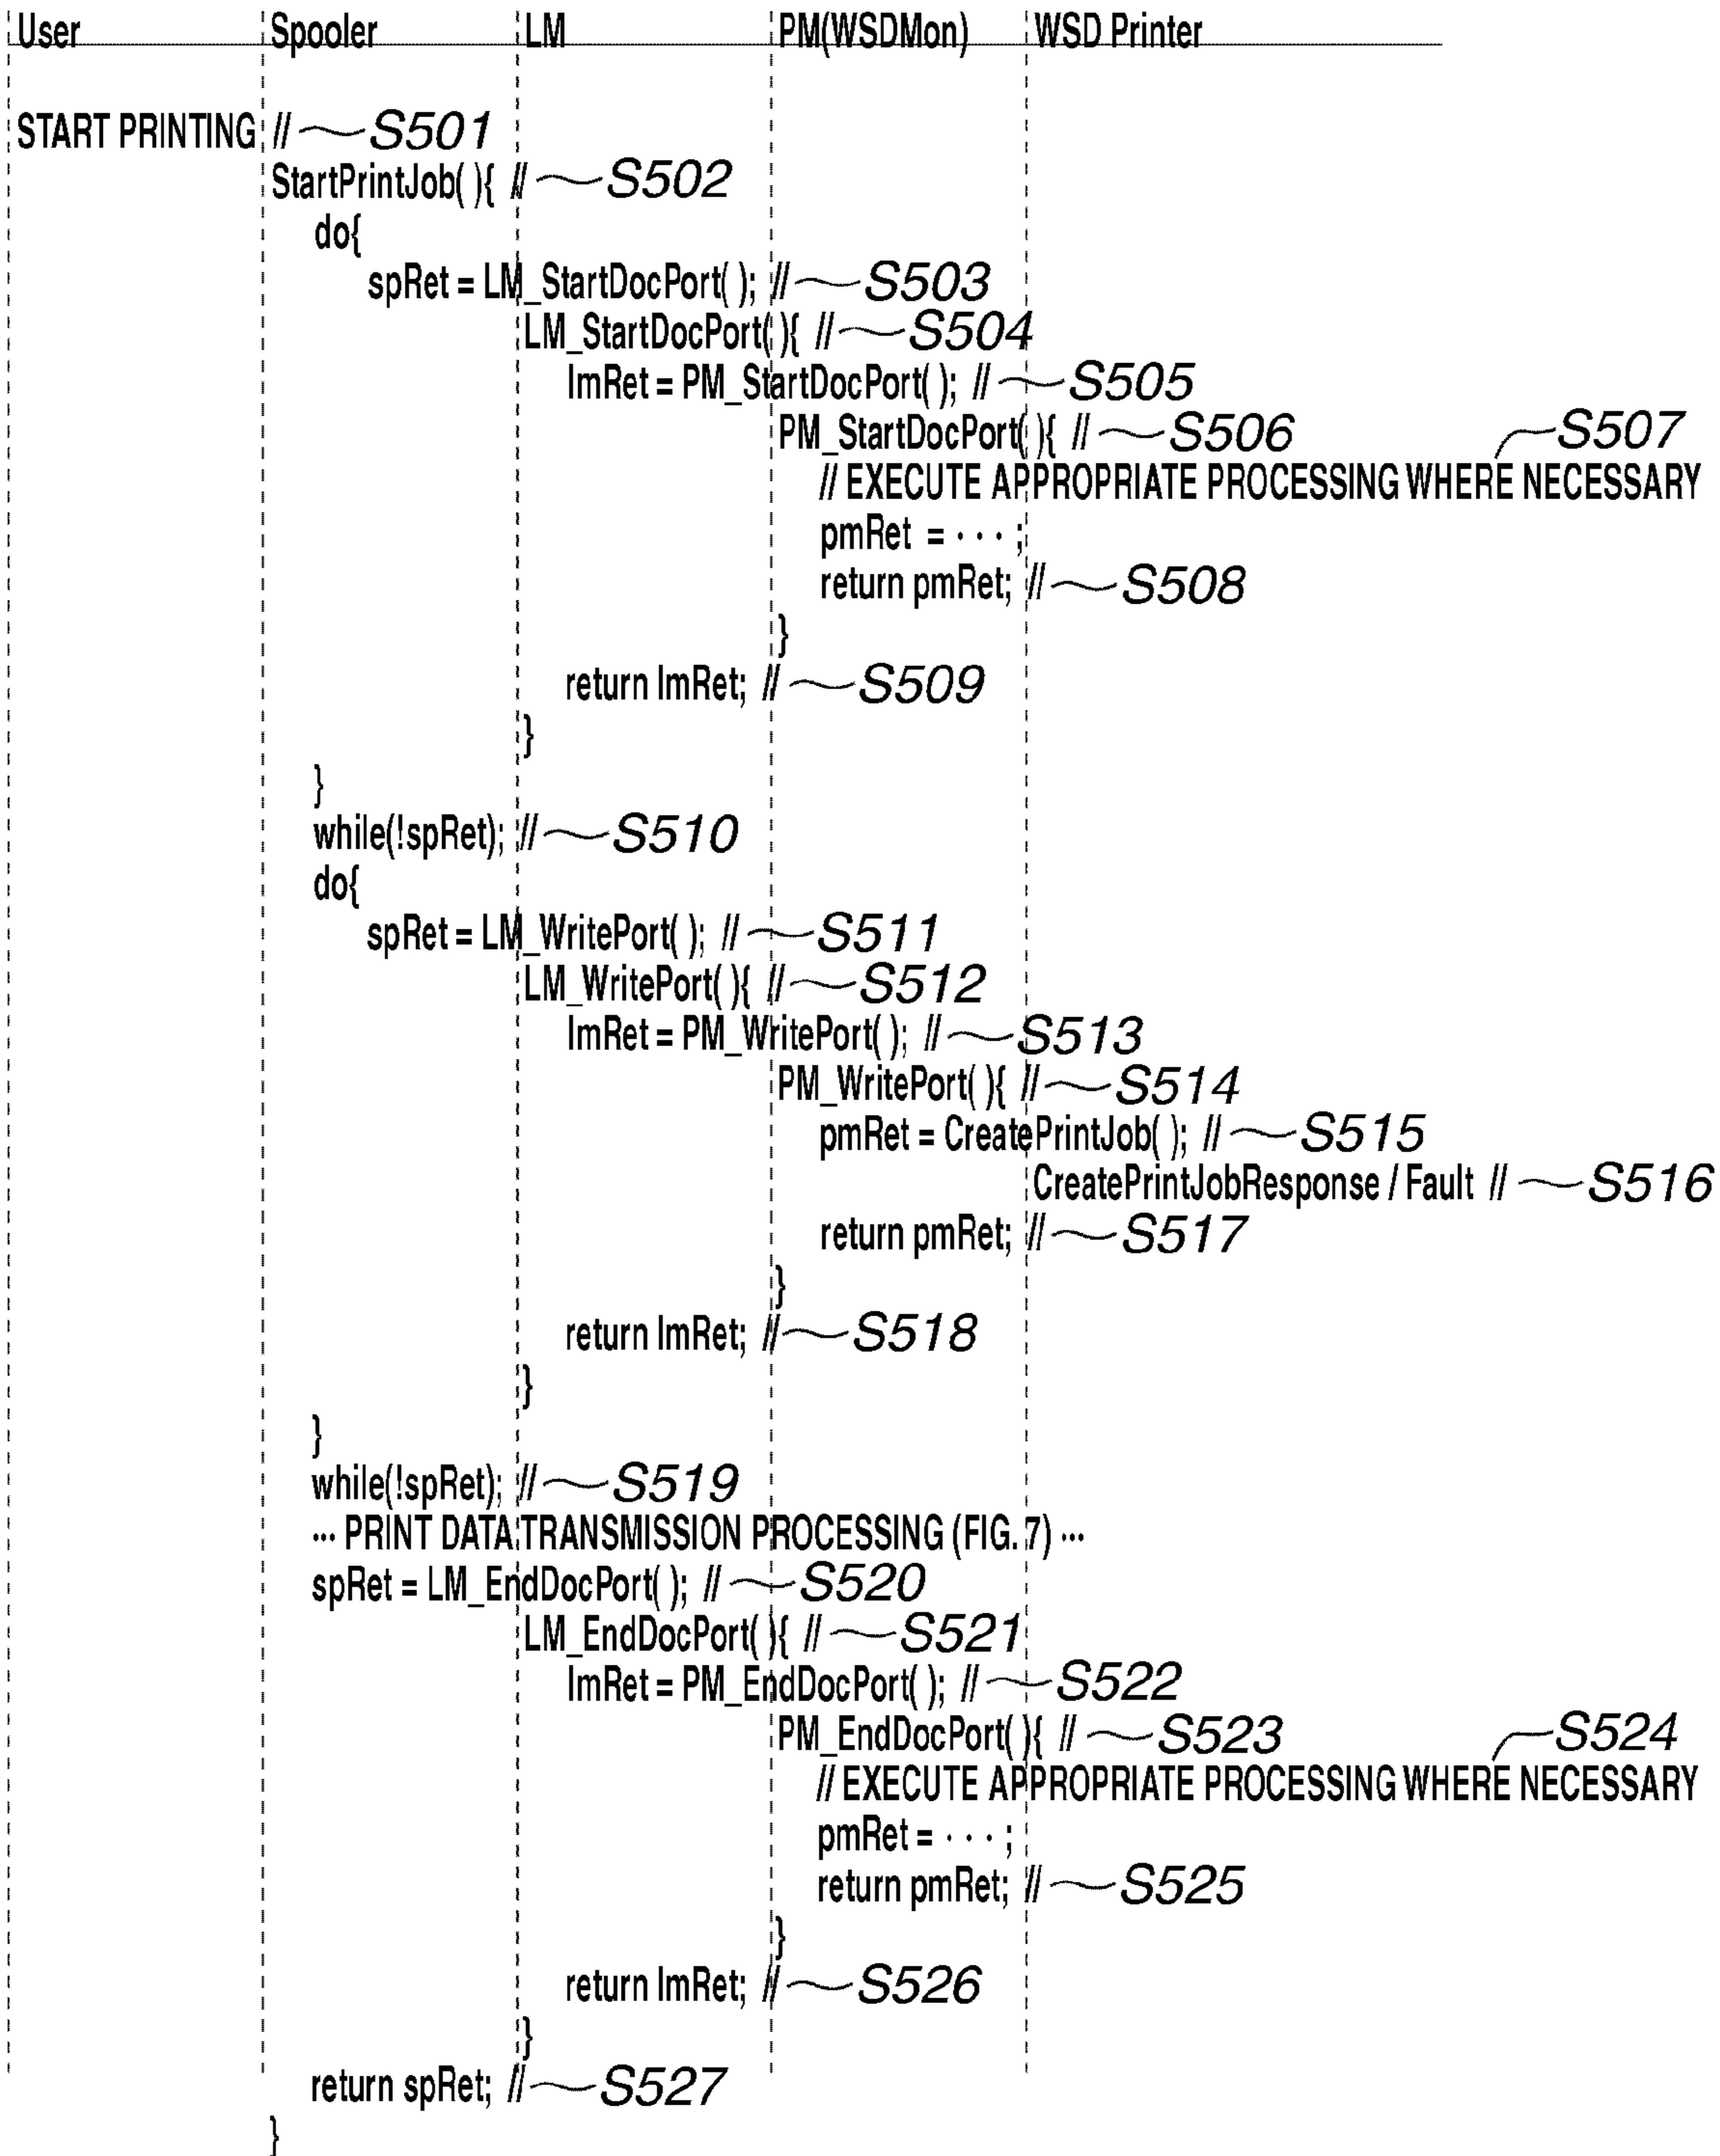 User Spooler LM PM(WSDMon) WSD Printer
START PRINTING // S501
StartPrintJob( ){ // S502
do{
spRet = LM_StartDocPort( ); // S503
LM_StartDocPort( ){ // S504
lmRet = PM_StartDocPort( ); // S505
PM_StartDocPort( ){ // S506 S507
// EXECUTE APPROPRIATE PROCESSING WHERE NECESSARY
pmRet = · · · ;
return pmRet; // S508
}
return lmRet; // S509
}
}
while(!spRet); // S510
do{
spRet = LM_WritePort( ); // S511
LM_WritePort( ){ // S512
lmRet = PM_WritePort( ); // S513
PM_WritePort( ){ // S514
pmRet = CreatePrintJob( ); // S515
CreatePrintJobResponse / Fault // S516
return pmRet; // S517
}
return lmRet; // S518
}
}
while(!spRet); // S519
··· PRINT DATA TRANSMISSION PROCESSING (FIG. 7) ···
spRet = LM_EndDocPort( ); // S520
LM_EndDocPort( ){ // S521
lmRet = PM_EndDocPort( ); // S522
PM_EndDocPort( ){ // S523 S524
// EXECUTE APPROPRIATE PROCESSING WHERE NECESSARY
pmRet = · · · ;
return pmRet; // S525
}
return lmRet; // S526
}
return spRet; // S527
}